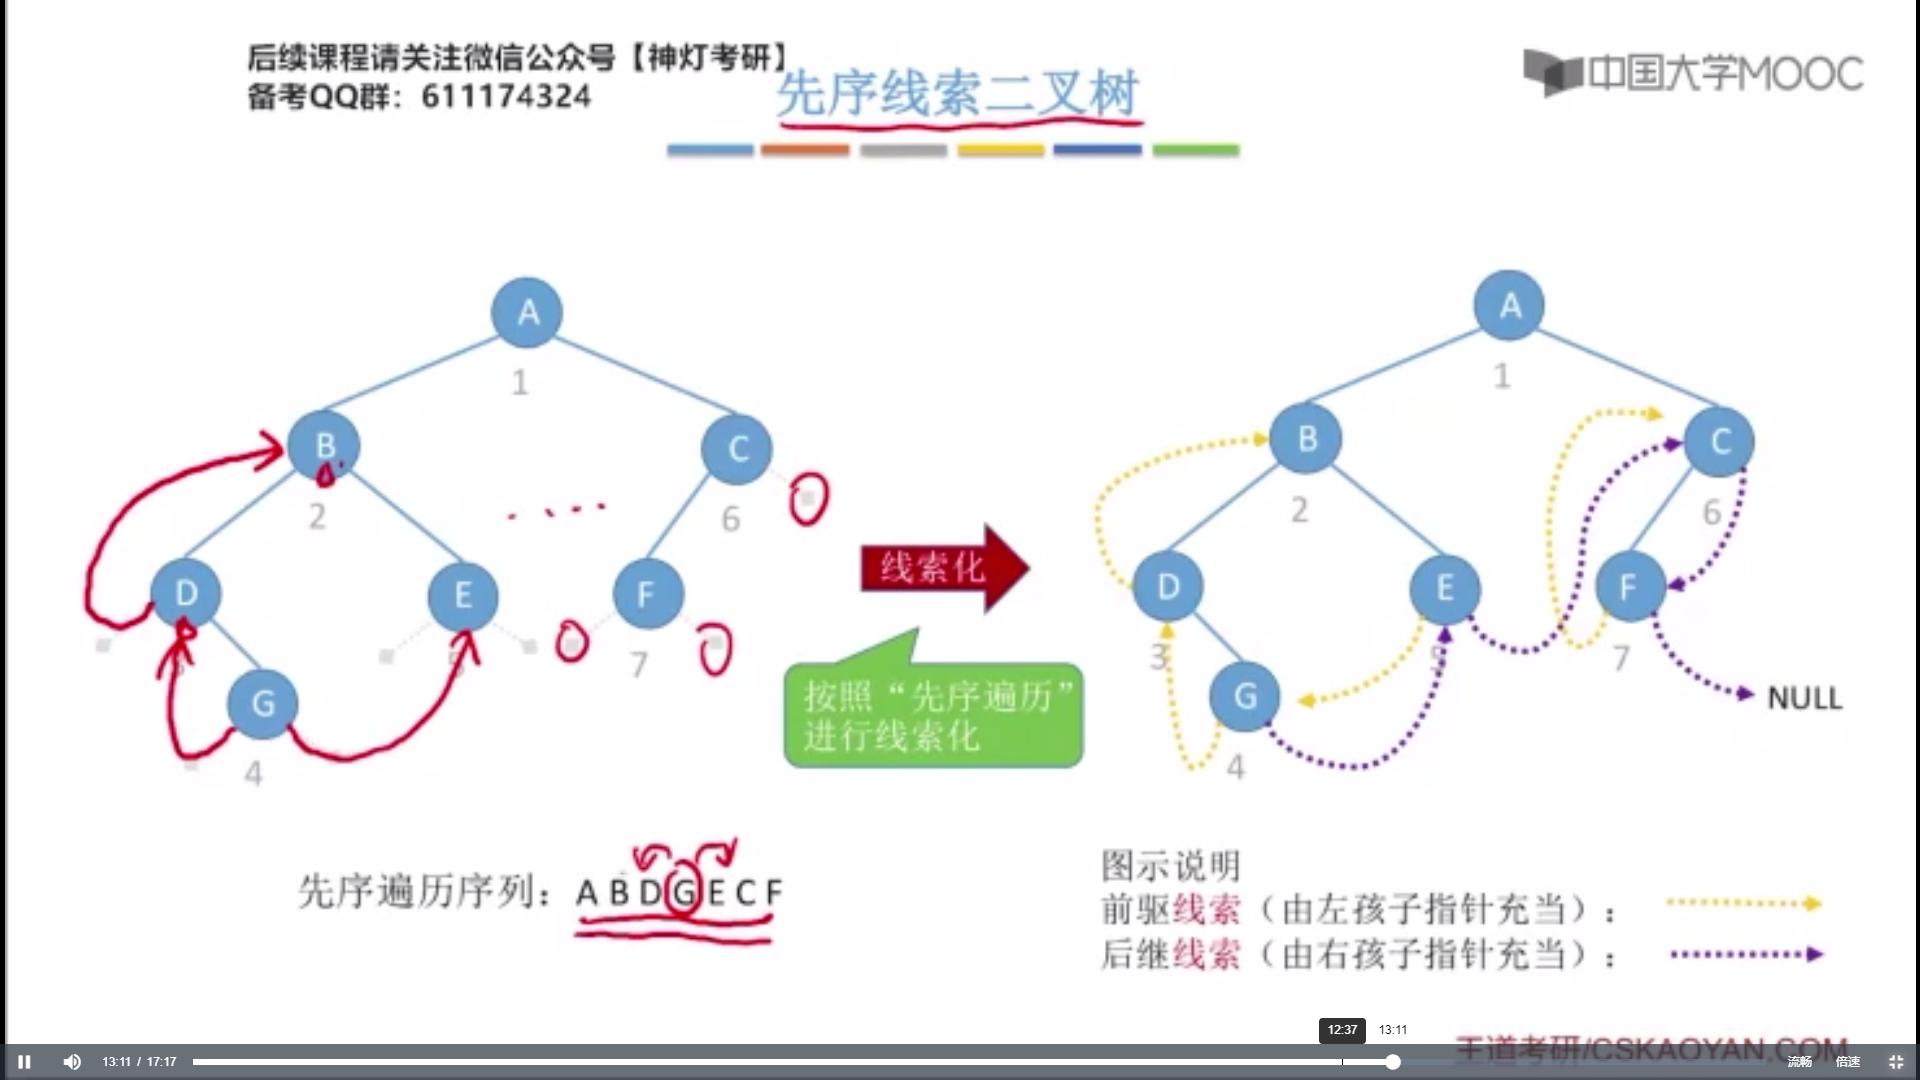 后续课程请关注微信公众号【神灯考研】
备考QQ群：611174324
先序线索二叉树
中国大学MOOC
A
1
B
2
C
6
D
E
5
F
7
G
4
线索化
按照“先序遍历”
进行线索化
A
1
B
2
C
6
D
3
E
5
F
7
G
4
NULL
先序遍历序列：A B D G E C F
图示说明
前驱线索（由左孩子指针充当）：
后继线索（由右孩子指针充当）：
12:37
13:11
王道考研/CSKAOYAN.COM
13:11 / 17:17
流畅
倍速